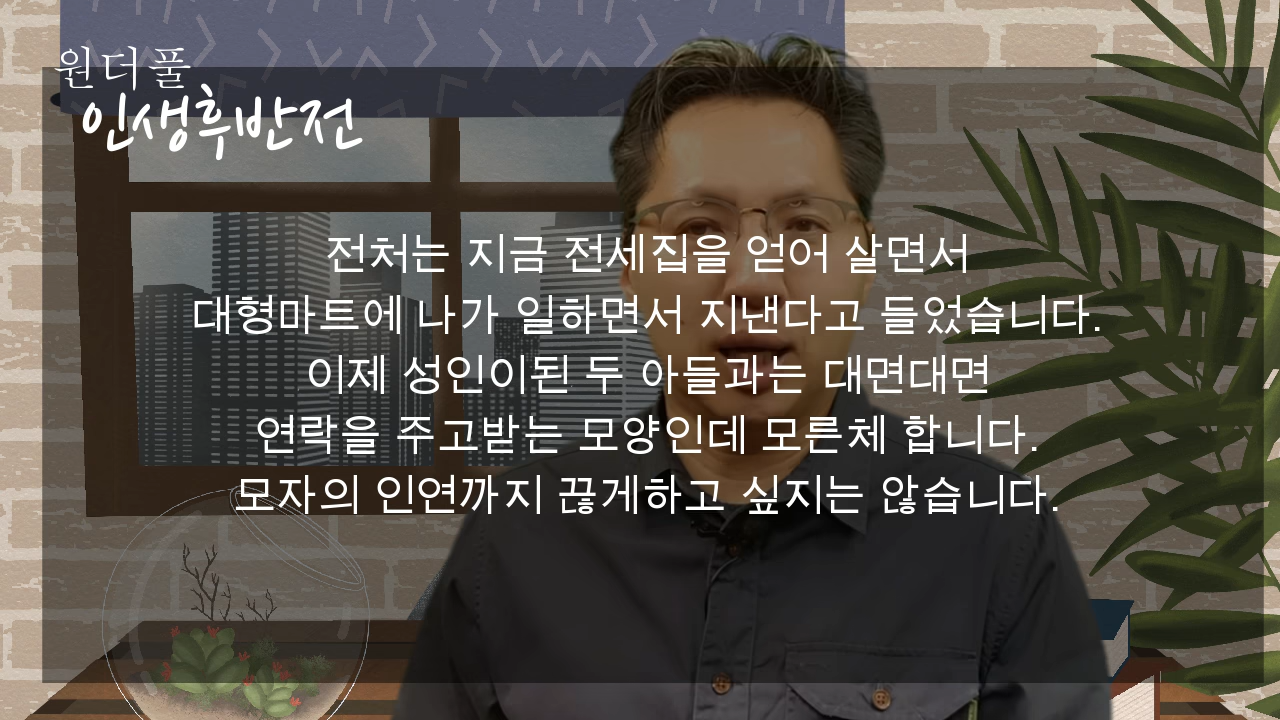 원더풀
인생후반전
전처는 지금 전세집을 얻어 살면서
대형마트에 나가 일하면서 지낸다고 들었습니다.
이제 성인이된 두 아들과는 대면대면
연락을 주고받는 모양인데 모른체 합니다.
모자의 인연까지 끊게하고 싶지는 않습니다.